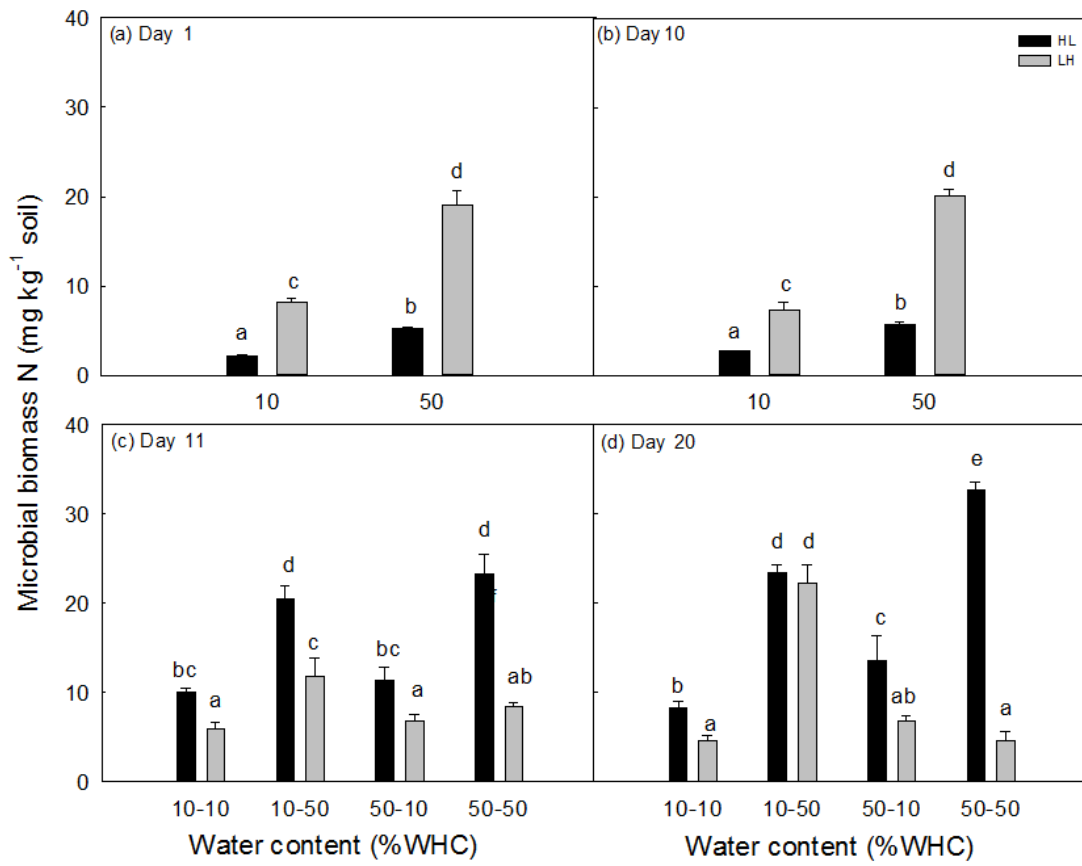 (a) Day 1
40
30
20
10
0
a
c
b
d
10
50
(b) Day 10
HL
LH
a
c
b
d
10
50
Microbial biomass N (mg kg⁻¹ soil)
(c) Day 11
40
30
20
10
0
bc
a
d
c
bc
a
d
ab
10-10
10-50
50-10
50-50
Water content (%WHC)
(d) Day 20
b
a
d
d
c
ab
e
a
10-10
10-50
50-10
50-50
Water content (%WHC)